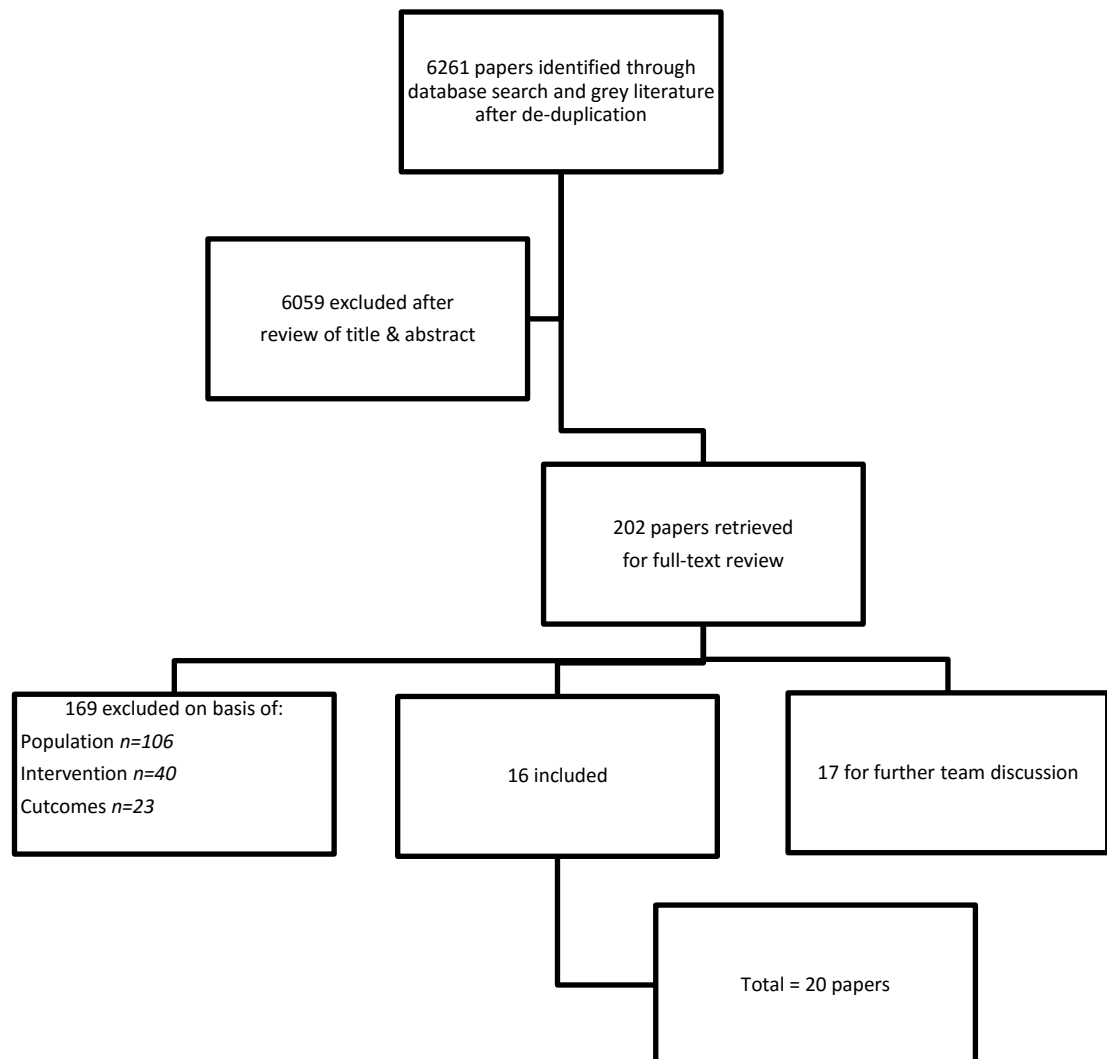 6261 papers identified through
database search and grey literature
after de-duplication
6059 excluded after
review of title & abstract
202 papers retrieved
for full-text review
169 excluded on basis of:
Population n=106
Intervention n=40
Cutcomes n=23
16 included
17 for further team discussion
Total = 20 papers